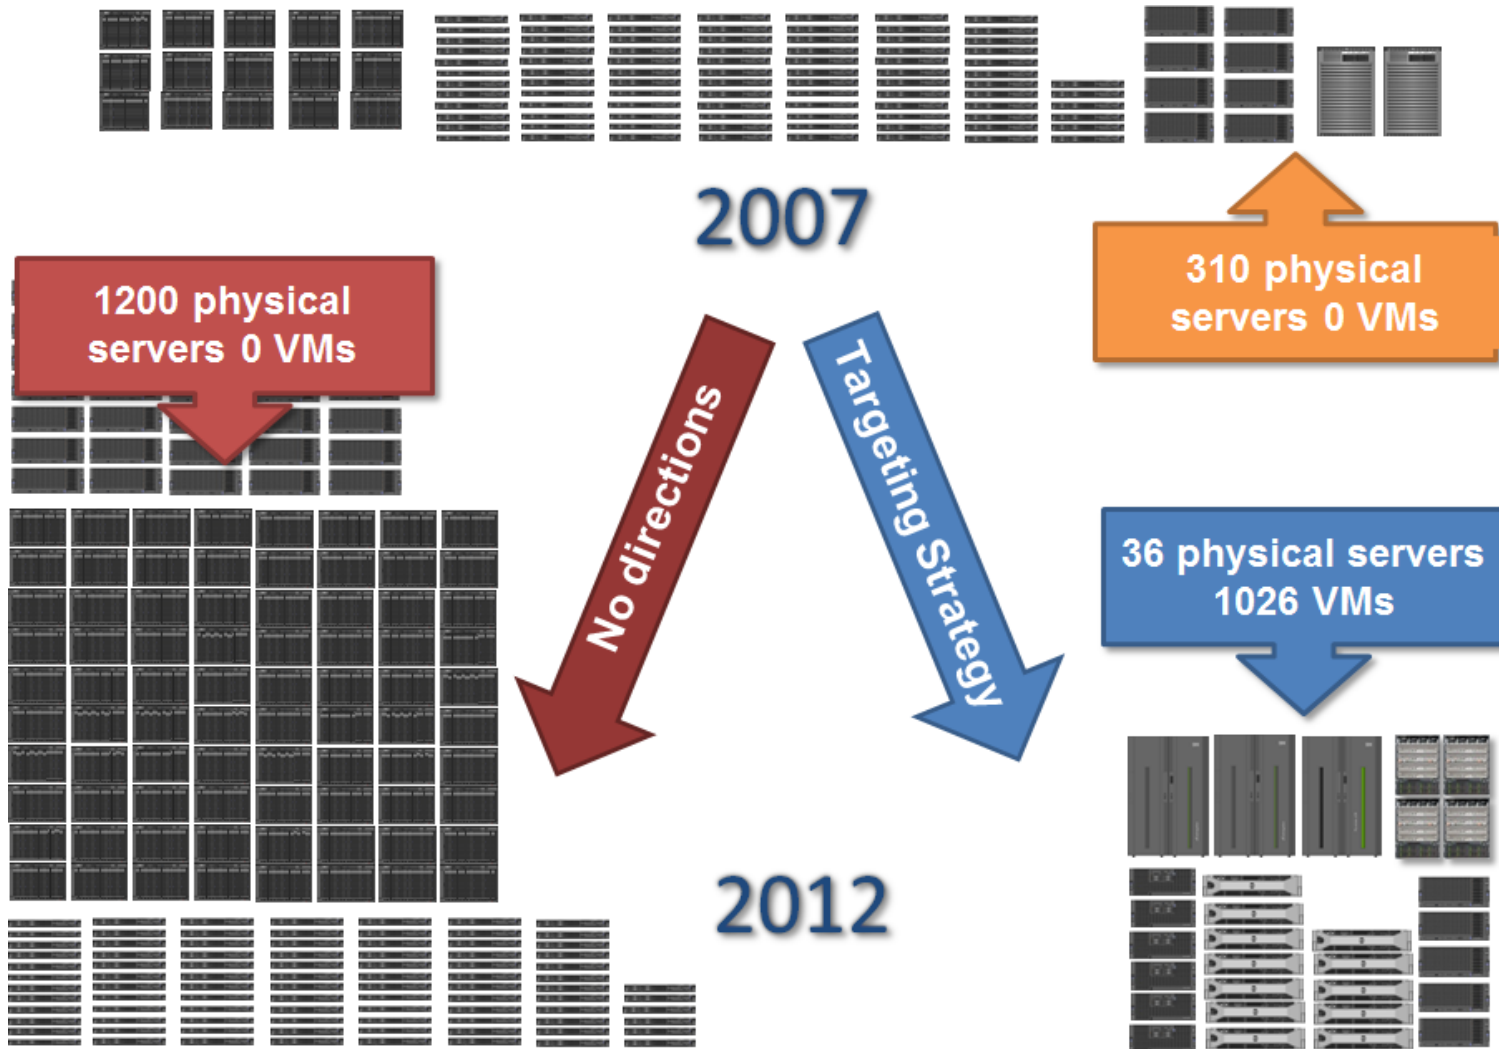 2007
310 physical
servers 0 VMs
1200 physical
servers 0 VMs
No directions
Targeting Strategy
36 physical servers
1026 VMs
2012